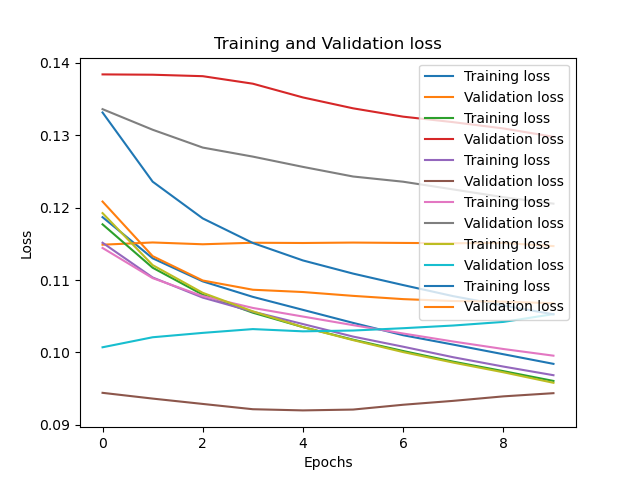 Training and Validation loss
0.14
0.13
0.12
0.11
0.10
0.09
Loss
0 2 4 6 8
Epochs
Training loss
Validation loss
Training loss
Validation loss
Training loss
Validation loss
Training loss
Validation loss
Training loss
Validation loss
Training loss
Validation loss